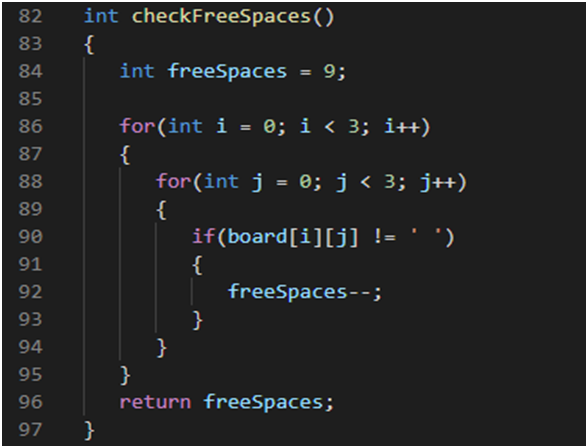 82 int checkFreeSpaces()
83 {
84     int freeSpaces = 9;
85
86     for(int i = 0; i < 3; i++)
87     {
88         for(int j = 0; j < 3; j++)
89         {
90             if(board[i][j] != ' ')
91             {
92                 freeSpaces--;
93             }
94         }
95     }
96     return freeSpaces;
97 }